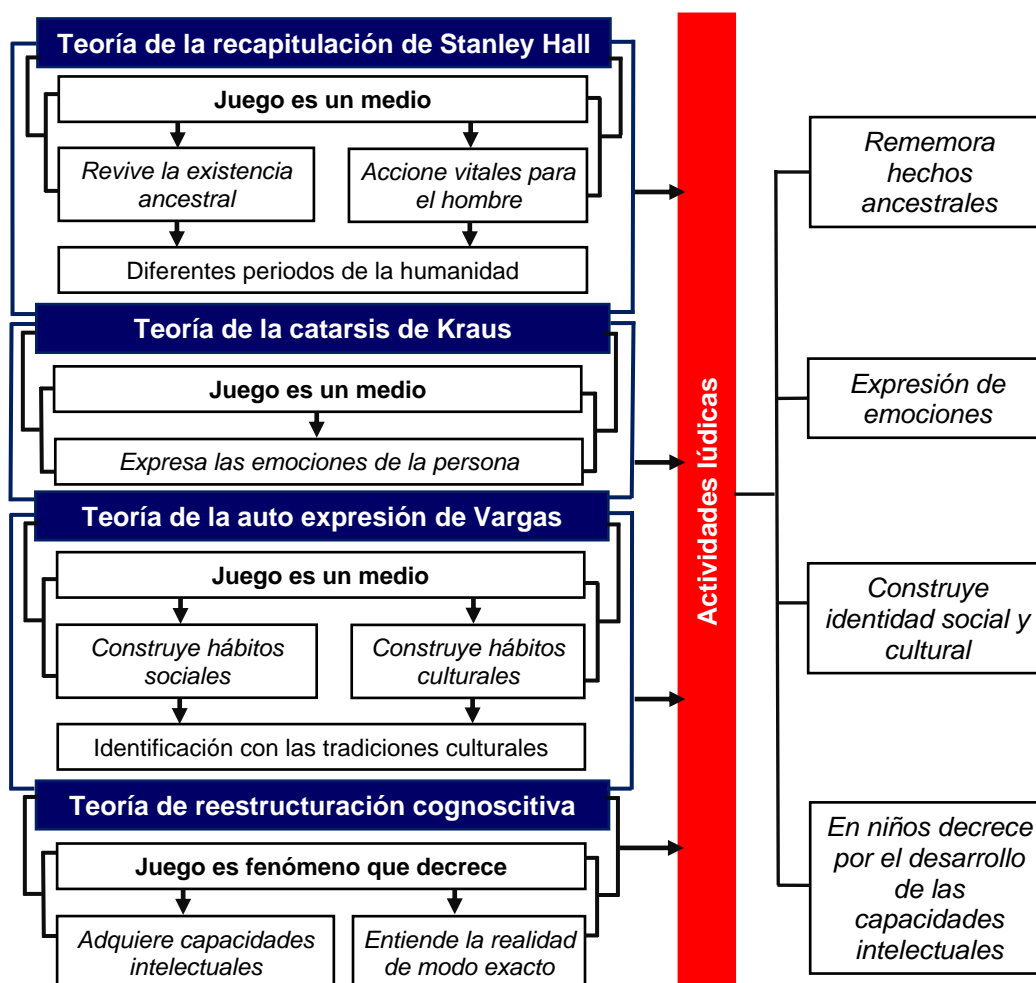 Teoría de la recapitulación de Stanley Hall
Juego es un medio
Revive la existencia
ancestral
Accione vitales para
el hombre
Diferentes periodos de la humanidad
Teoría de la catarsis de Kraus
Juego es un medio
Expresa las emociones de la persona
Teoría de la auto expresión de Vargas
Juego es un medio
Construye hábitos
sociales
Construye hábitos
culturales
Identificación con las tradiciones culturales
Teoría de reestructuración cognoscitiva
Juego es fenómeno que decrece
Adquiere capacidades
intelectuales
Entiende la realidad
de modo exacto
Actividades lúdicas
Rememora
hechos
ancestrales
Expresión de
emociones
Construye
identidad social y
cultural
En niños decrece
por el desarrollo
de las
capacidades
intelectuales